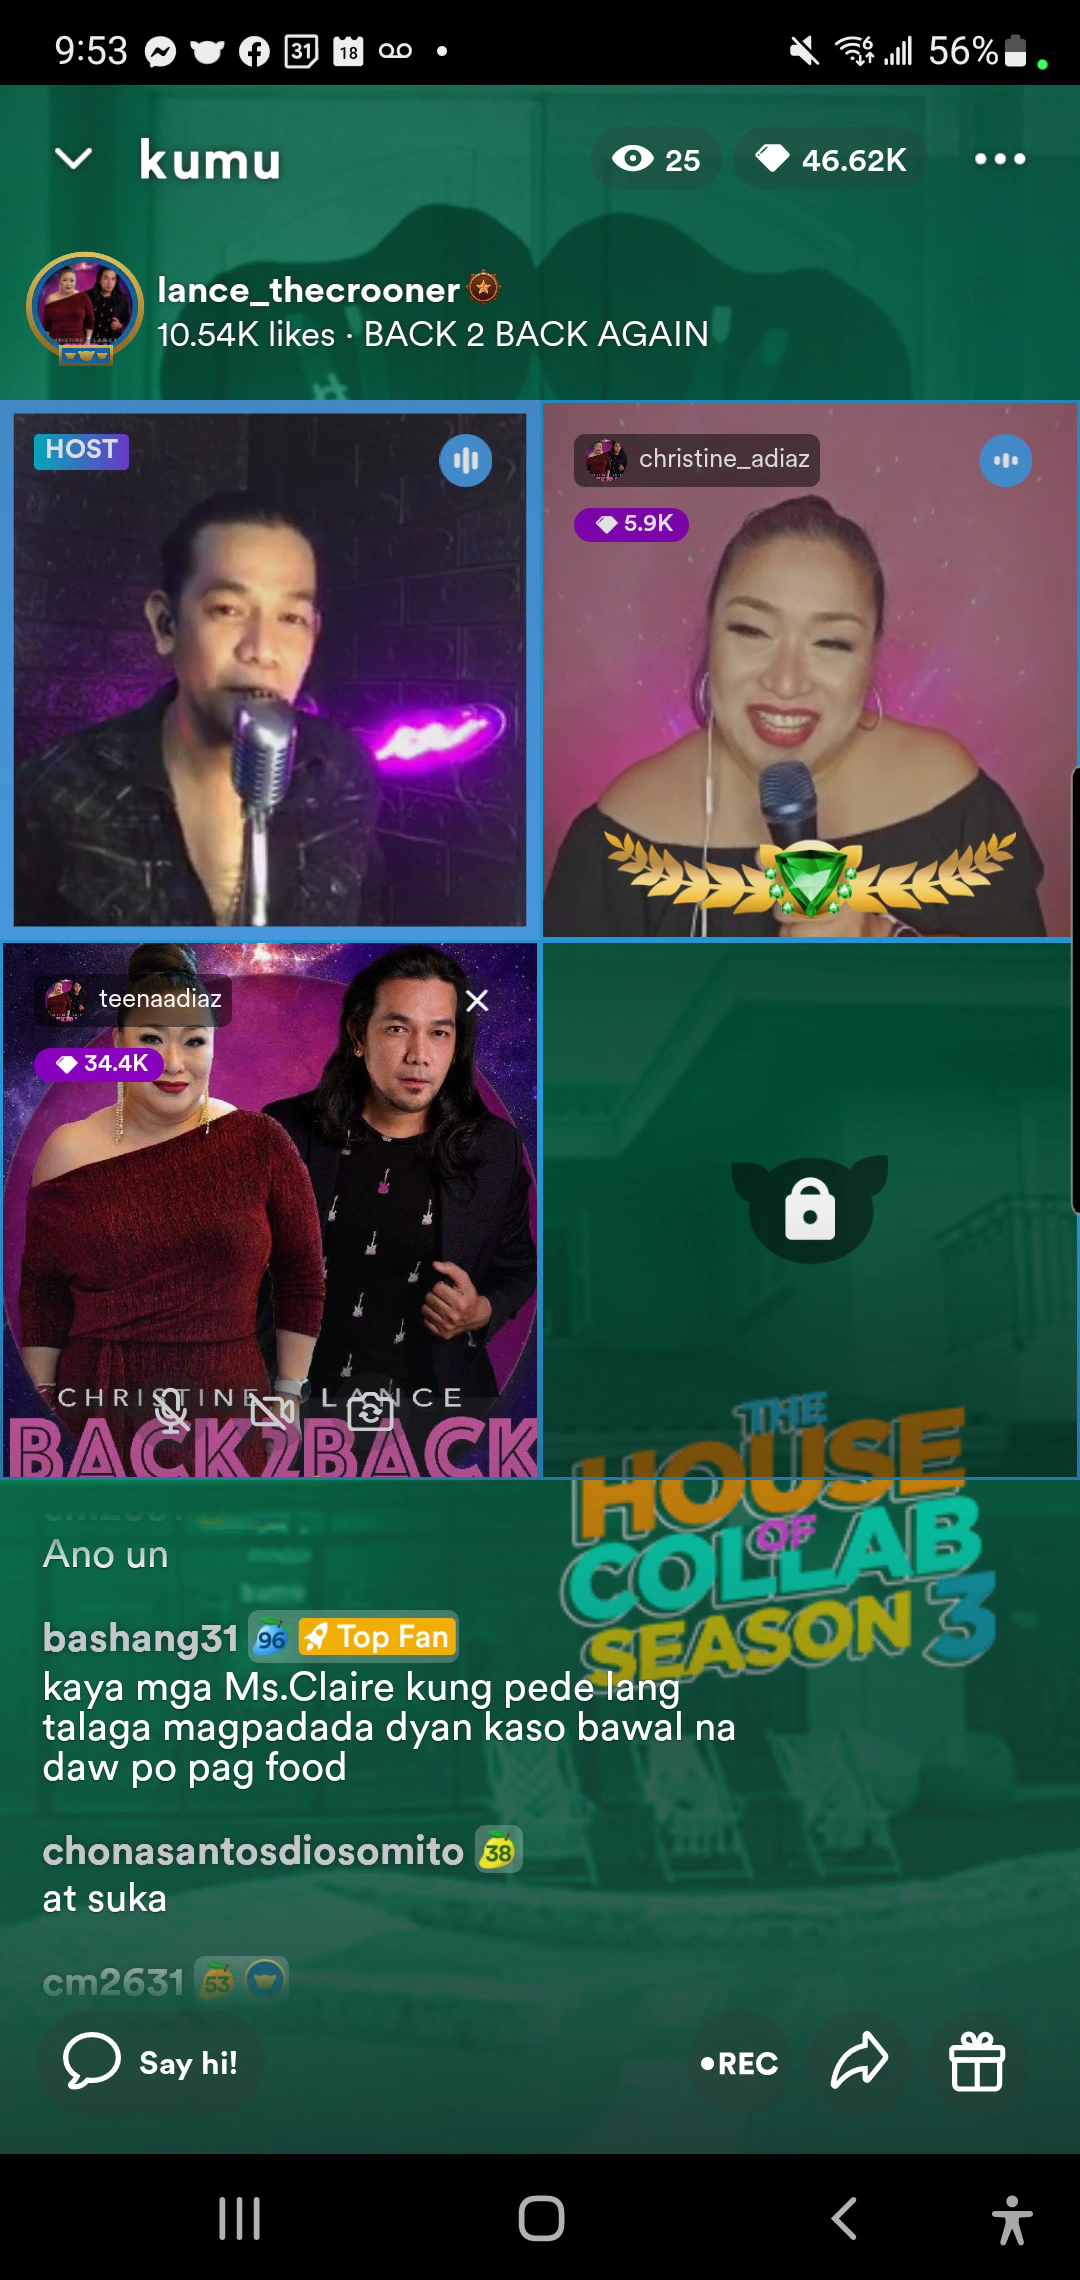 9:53
31
18
6
56%
kumu
25
46.62K
lance_thecrooner
10.54K likes · BACK 2 BACK AGAIN
HOST
christine_adiaz
5.9K
teenaadiaz
34.4K
CHRISTINE LANCE
BACK2BACK
THE
HOUSE
OF
COLLAB
SEASON 3
Ano un
bashang31 96 Top Fan
kaya mga Ms.Claire kung pede lang
talaga magpadada dyan kaso bawal na
daw po pag food
chonasantosdiosomito 38
at suka
cm2631 53
Say hi!
•REC